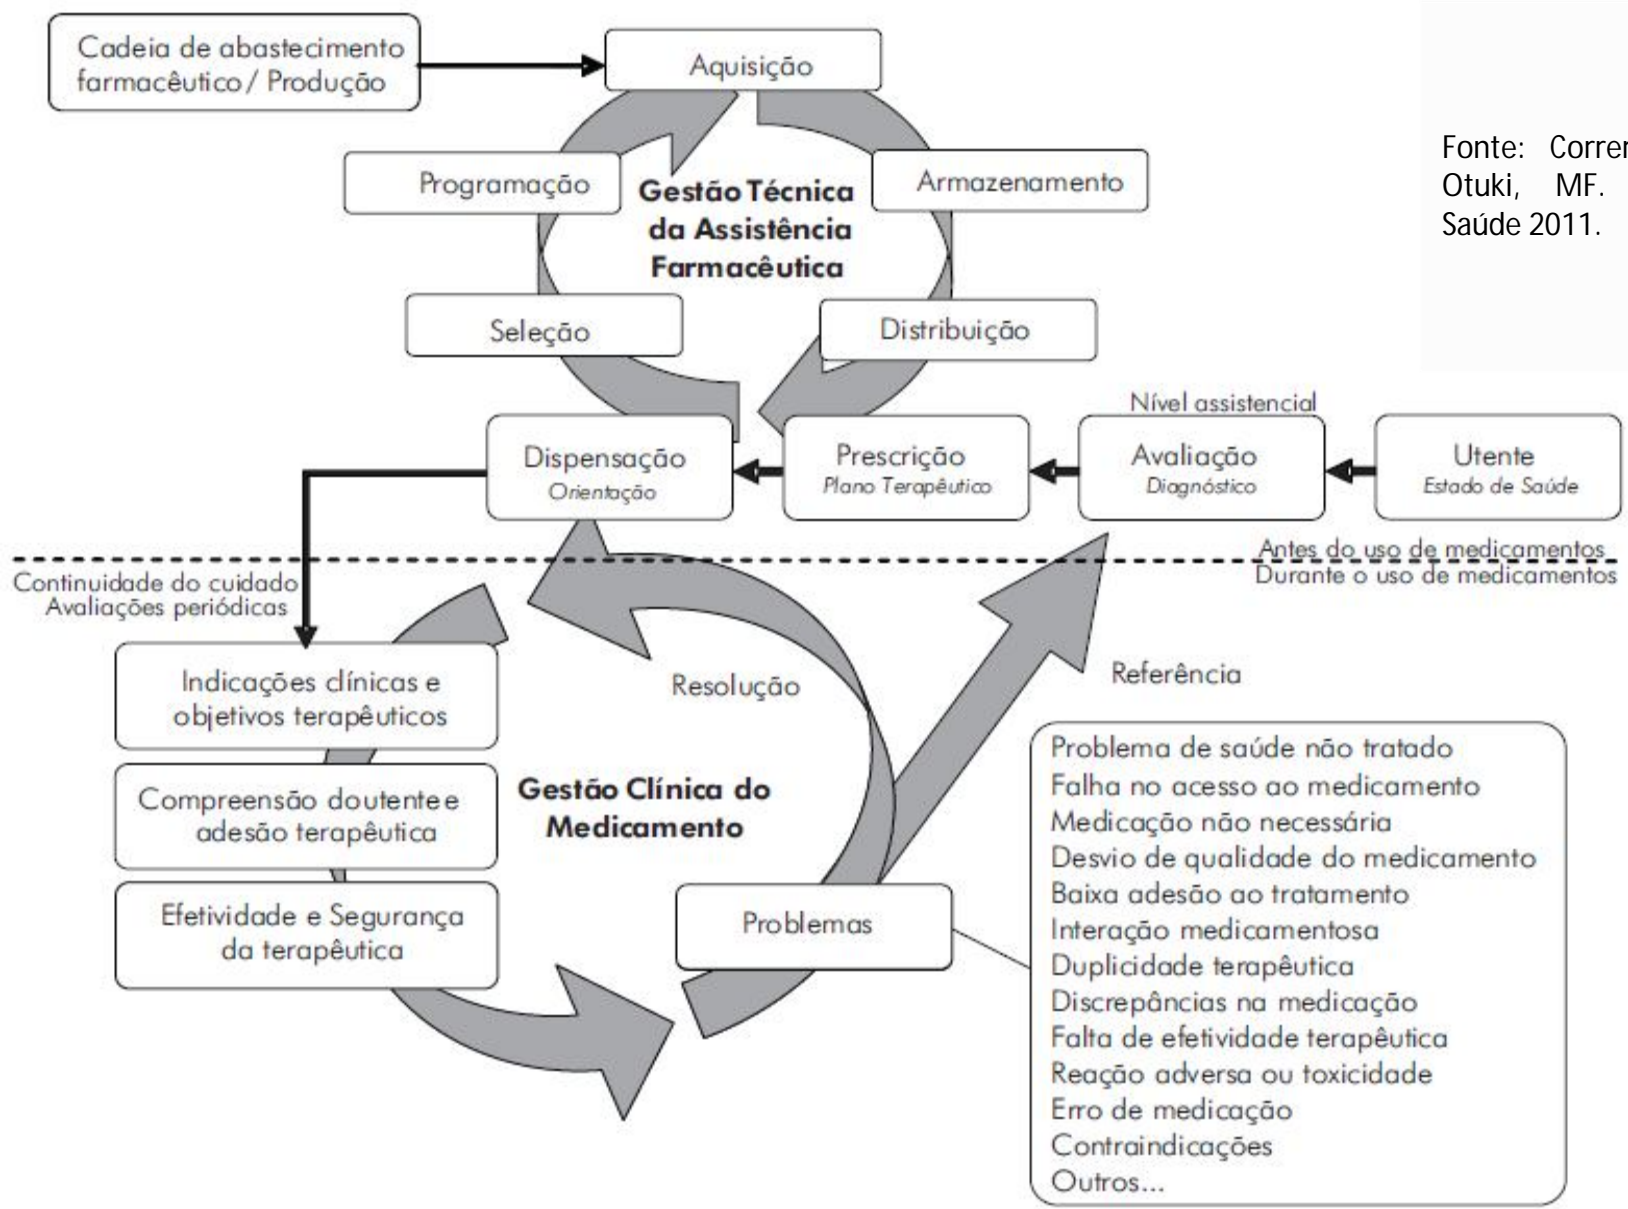 Cadeia de abastecimento
farmacêutico / Produção
Aquisição
Fonte: Correr
Otuki, MF.
Saúde 2011.
Programação
Armazenamento
Gestão Técnica
da Assistência
Farmacêutica
Seleção
Distribuição
Nível assistencial
Dispensação
Orientação
Prescrição
Plano Terapêutico
Avaliação
Diagnóstico
Utente
Estado de Saúde
Antes do uso de medicamentos
Durante o uso de medicamentos
Continuidade do cuidado
Avaliações periódicas
Indicações clínicas e
objetivos terapêuticos
Resolução
Referência
Compreensão doutente e
adesão terapêutica
Gestão Clínica do
Medicamento
Efetividade e Segurança
da terapêutica
Problemas
Problema de saúde não tratado
Falha no acesso ao medicamento
Medicação não necessária
Desvio de qualidade do medicamento
Baixa adesão ao tratamento
Interação medicamentosa
Duplicidade terapêutica
Discrepâncias na medicação
Falta de efetividade terapêutica
Reação adversa ou toxicidade
Erro de medicação
Contraindicações
Outros...